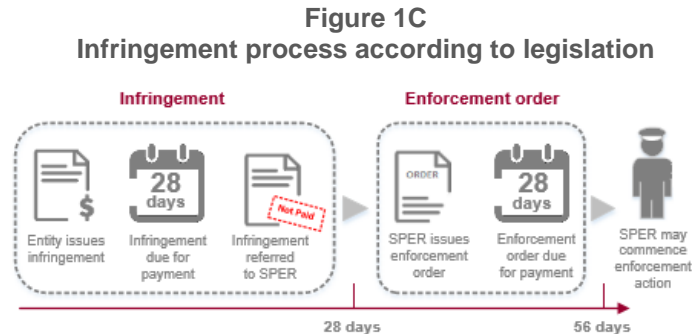 Figure 1C
Infringement process according to legislation
Infringement
Enforcement order
28
days
$
Not Paid
ORDER
28
days
Entity issues
infringement
Infringement
due for
payment
Infringement
referred
to SPER
SPER issues
enforcement
order
Enforcement
order due
for payment
SPER may
commence
enforcement
action
28 days
56 days